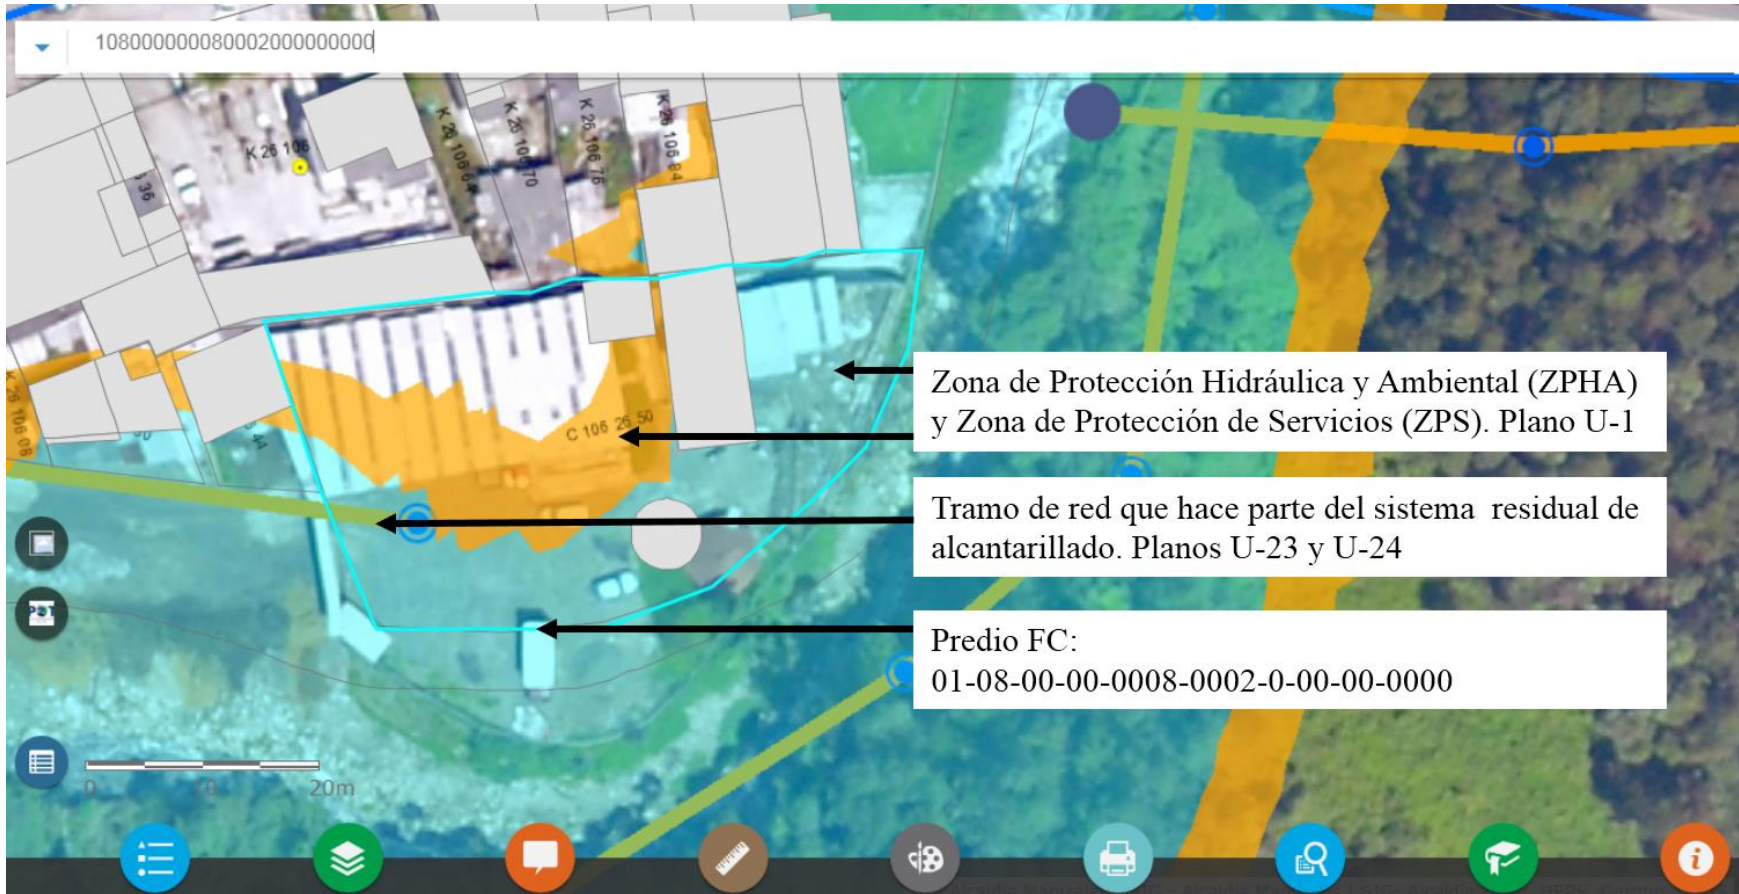 108000000080002000000000
K 26 106
36
K 26 106 64
K 26 106 70
K 26 106 76
K 26 106 84
K 26 106 08
44
C 106 26 50
Zona de Protección Hidráulica y Ambiental (ZPHA)
y Zona de Protección de Servicios (ZPS). Plano U-1
Tramo de red que hace parte del sistema residual de
alcantarillado. Planos U-23 y U-24
Predio FC:
01-08-00-00-0008-0002-0-00-00-0000
POT
0 10 20m